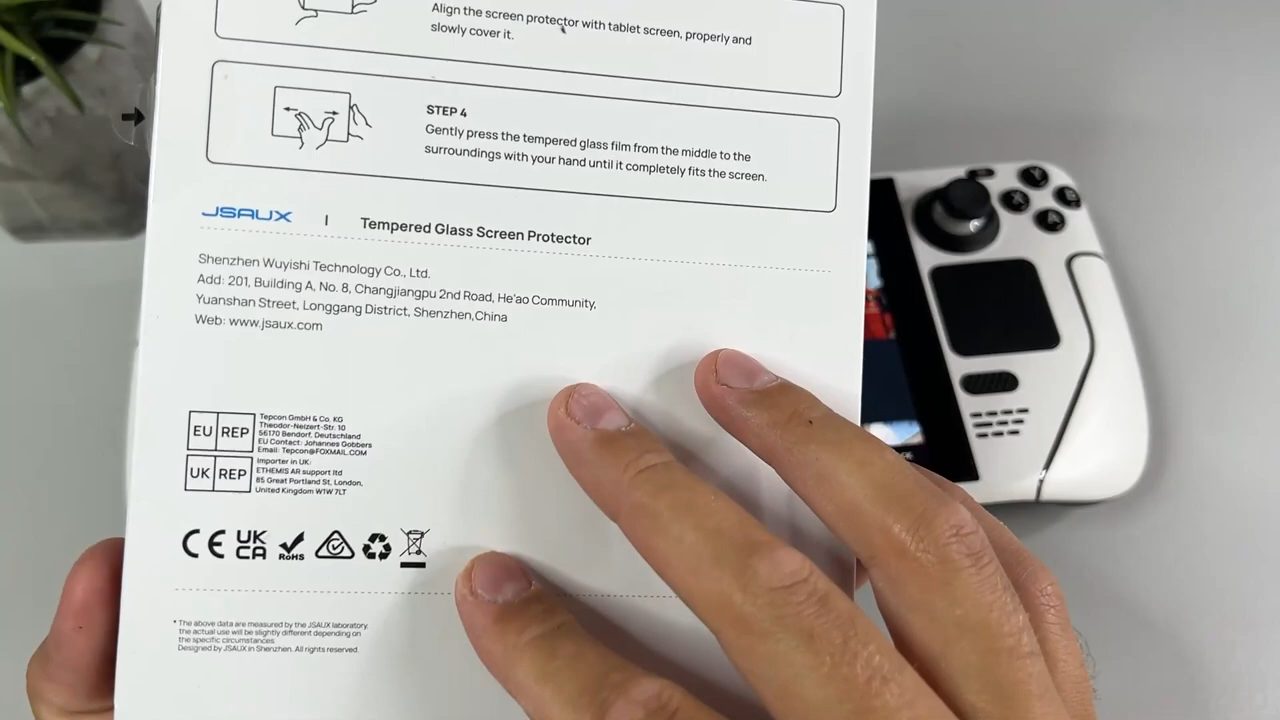 Align the screen protector with tablet screen, properly and
slowly cover it.
STEP 4
Gently press the tempered glass film from the middle to the
surroundings with your hand until it completely fits the screen.
JSAUX | Tempered Glass Screen Protector
Shenzhen Wuyishi Technology Co., Ltd.
Add: 201, Building A, No. 8, Changjiangpu 2nd Road, He'ao Community,
Yuanshan Street, Longgang District, Shenzhen,China
Web: www.jsaux.com
EU REP
Tepcon GmbH & Co. KG
Theodor-Neizert-Str. 10
56170 Bendorf, Deutschland
EU Contact: Johannes Gobbers
Email: Tepcon@FOXMAIL.COM
UK REP
Importer in UK:
ETHEMIS AR support ltd
85 Great Portland St, London,
United Kingdom W1W 7LT
CE UK CA RoHS
* The above data are measured by the JSAUX laboratory,
the actual use will be slightly different depending on
the specific circumstances.
Designed by JSAUX in Shenzhen. All rights reserved.
Y
X
B
A